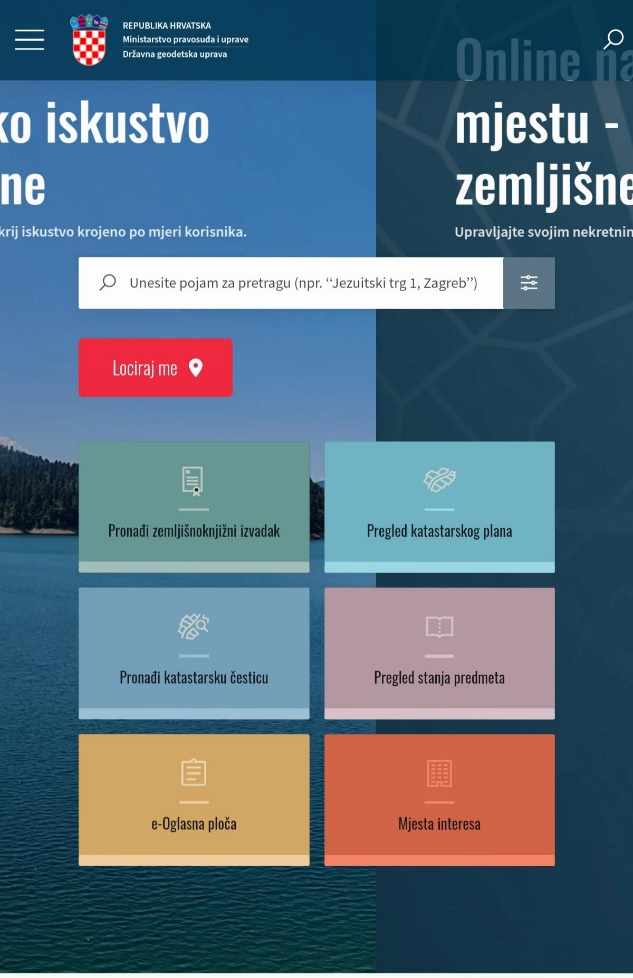 REPUBLIKA HRVATSKA
Ministarstvo pravosuđa i uprave
Državna geodetska uprava
ko iskustvo
ne
krij iskustvo krojeno po mjeri korisnika.
Online na
mjestu -
zemljišne
Upravljajte svojim nekretnin
Unesite pojam za pretragu (npr. ‘‘Jezuitski trg 1, Zagreb’’)
Lociraj me
Pronađi zemljišnoknjižni izvadak
Pregled katastarskog plana
Pronađi katastarsku česticu
Pregled stanja predmeta
e-Oglasna ploča
Mjesta interesa